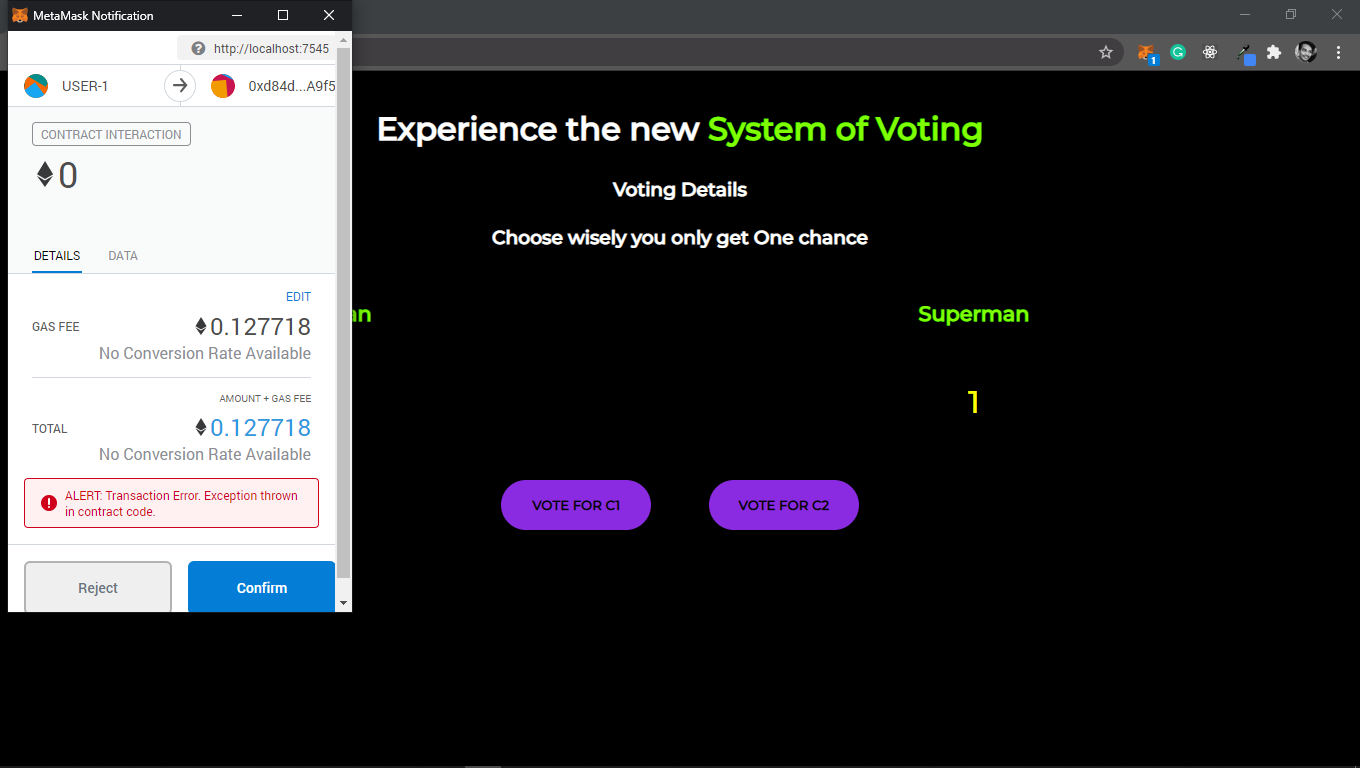 MetaMask Notification
http://localhost:7545
USER-1
0xd84d...A9f5
CONTRACT INTERACTION
0
DETAILS DATA
EDIT
GAS FEE 0.127718
No Conversion Rate Available
AMOUNT + GAS FEE
TOTAL 0.127718
No Conversion Rate Available
ALERT: Transaction Error. Exception thrown
in contract code.
Reject Confirm
1
G
Experience the new System of Voting
Voting Details
Choose wisely you only get One chance
an Superman
1
VOTE FOR C1 VOTE FOR C2